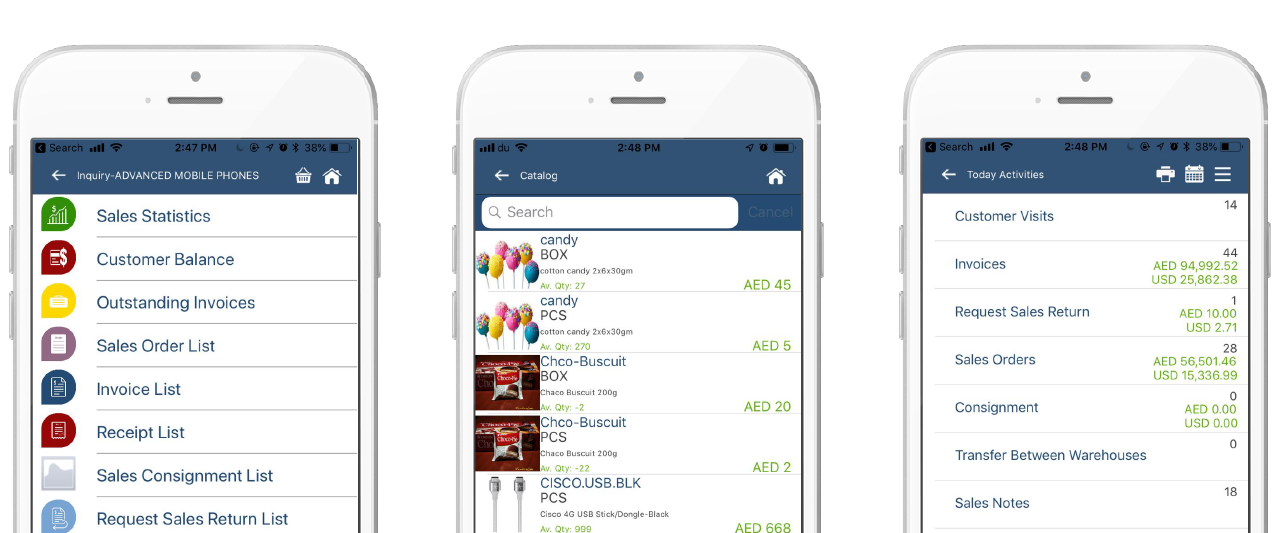 Search 2:47 PM 38%
Inquiry-ADVANCED MOBILE PHONES
Sales Statistics
Customer Balance
Outstanding Invoices
Sales Order List
Invoice List
Receipt List
Sales Consignment List
Request Sales Return List
du 2:48 PM
Catalog
Search Cancel
candy
BOX
cotton candy 2x6x30gm
Av. Qty: 27 AED 45
candy
PCS
cotton candy 2x6x30gm
Av. Qty: 270 AED 5
Chco-Buscuit
BOX
Chaco Buscuit 200g
Av. Qty: -2 AED 20
Chco-Buscuit
PCS
Chaco Buscuit 200g
Av. Qty: -22 AED 2
CISCO.USB.BLK
PCS
Cisco 4G USB Stick/Dongle-Black
Av. Qty: 999 AED 668
Search 2:48 PM 38%
Today Activities
14
Customer Visits
44
Invoices AED 94,992.52
USD 25,862.38
1
Request Sales Return AED 10.00
USD 2.71
28
Sales Orders AED 56,501.46
USD 15,336.99
0
Consignment AED 0.00
USD 0.00
0
Transfer Between Warehouses
18
Sales Notes